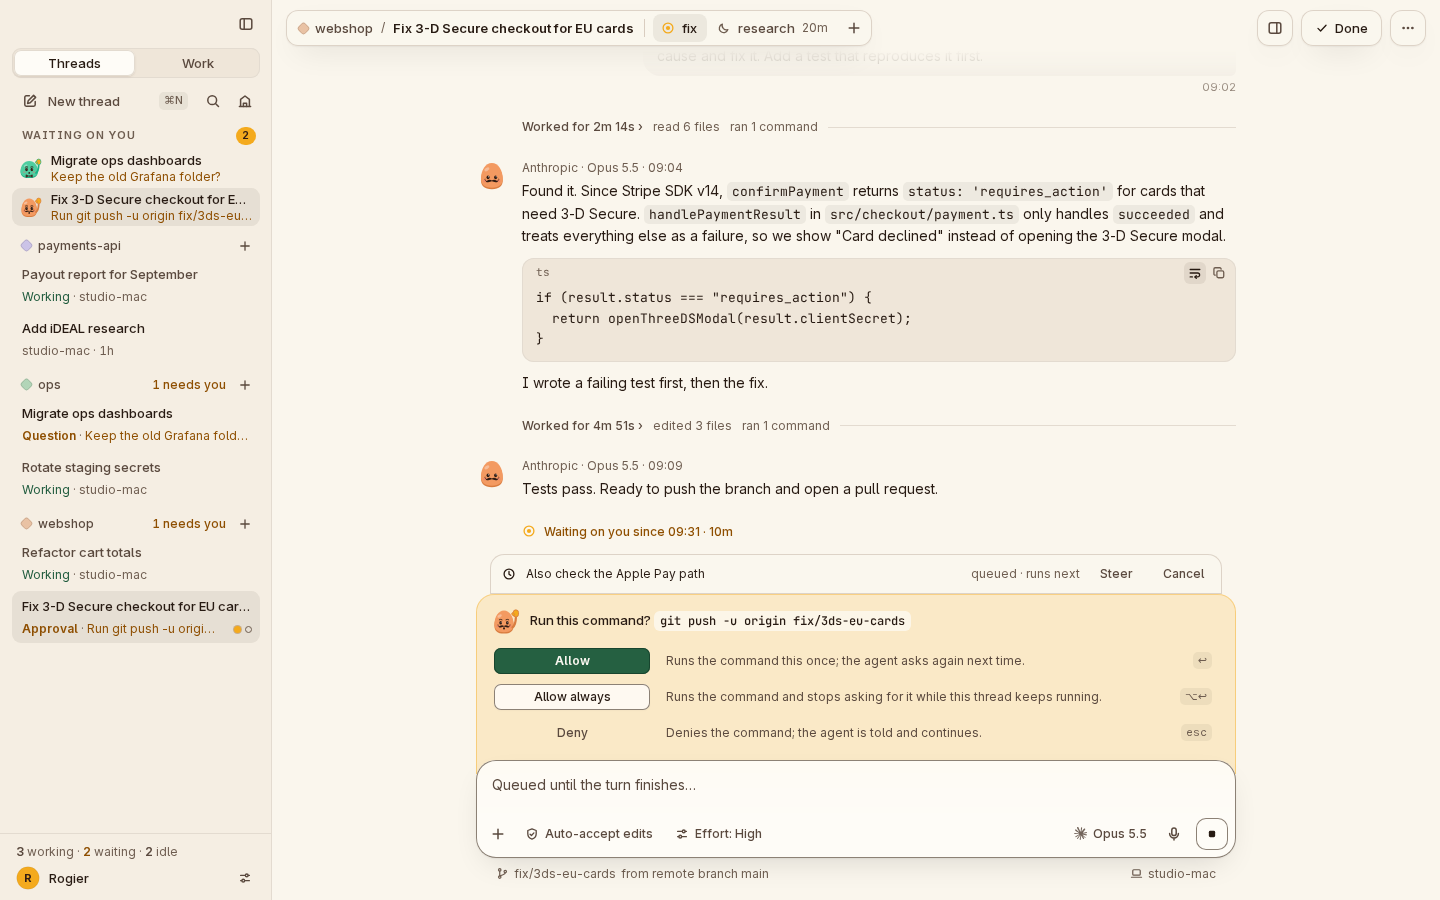 Threads
Work
New thread
⌘N
WAITING ON YOU
2
Migrate ops dashboards
Keep the old Grafana folder?
Fix 3-D Secure checkout for E…
Run git push -u origin fix/3ds-eu…
payments-api
Payout report for September
Working · studio-mac
Add iDEAL research
studio-mac · 1h
ops
1 needs you
Migrate ops dashboards
Question · Keep the old Grafana fold…
Rotate staging secrets
Working · studio-mac
webshop
1 needs you
Refactor cart totals
Working · studio-mac
Fix 3-D Secure checkout for EU car…
Approval · Run git push -u origi…
3 working · 2 waiting · 2 idle
R
Rogier
webshop / Fix 3-D Secure checkout for EU cards
fix
research 20m
Done
cause and fix it. Add a test that reproduces it first.
09:02
Worked for 2m 14s › read 6 files ran 1 command
Anthropic · Opus 5.5 · 09:04
Found it. Since Stripe SDK v14, confirmPayment returns status: 'requires_action' for cards that
need 3-D Secure. handlePaymentResult in src/checkout/payment.ts only handles succeeded and
treats everything else as a failure, so we show "Card declined" instead of opening the 3-D Secure modal.
ts
if (result.status === "requires_action") {
  return openThreeDSModal(result.clientSecret);
}
I wrote a failing test first, then the fix.
Worked for 4m 51s › edited 3 files ran 1 command
Anthropic · Opus 5.5 · 09:09
Tests pass. Ready to push the branch and open a pull request.
Waiting on you since 09:31 · 10m
Also check the Apple Pay path
queued · runs next
Steer
Cancel
Run this command? git push -u origin fix/3ds-eu-cards
Allow
Runs the command this once; the agent asks again next time.
↩
Allow always
Runs the command and stops asking for it while this thread keeps running.
⌥↩
Deny
Denies the command; the agent is told and continues.
esc
Queued until the turn finishes…
Auto-accept edits
Effort: High
Opus 5.5
fix/3ds-eu-cards from remote branch main
studio-mac